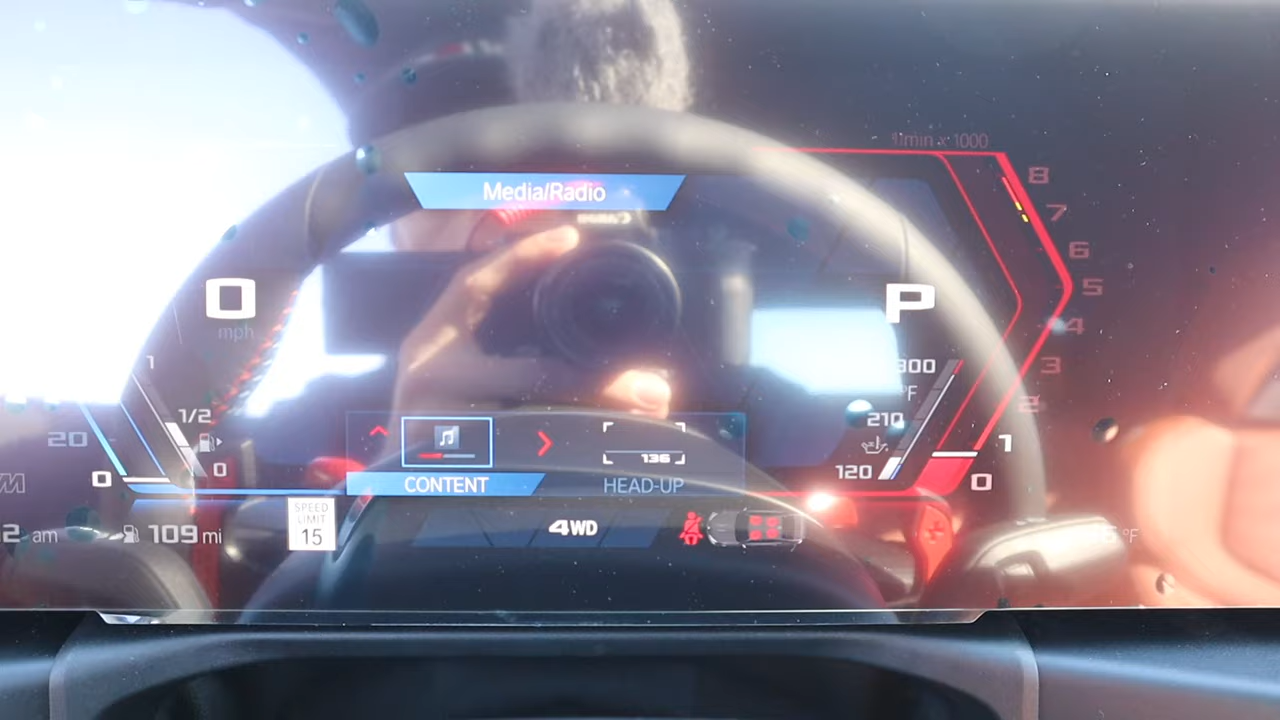 1/min x 1000
Media/Radio
8
7
6
5
4
3
2
1
0
0
mph
P
1
1/2
0
20
0
300
°F
210
120
136
CONTENT
HEAD-UP
M
am
109 mi
SPEED
LIMIT
15
4WD
°F